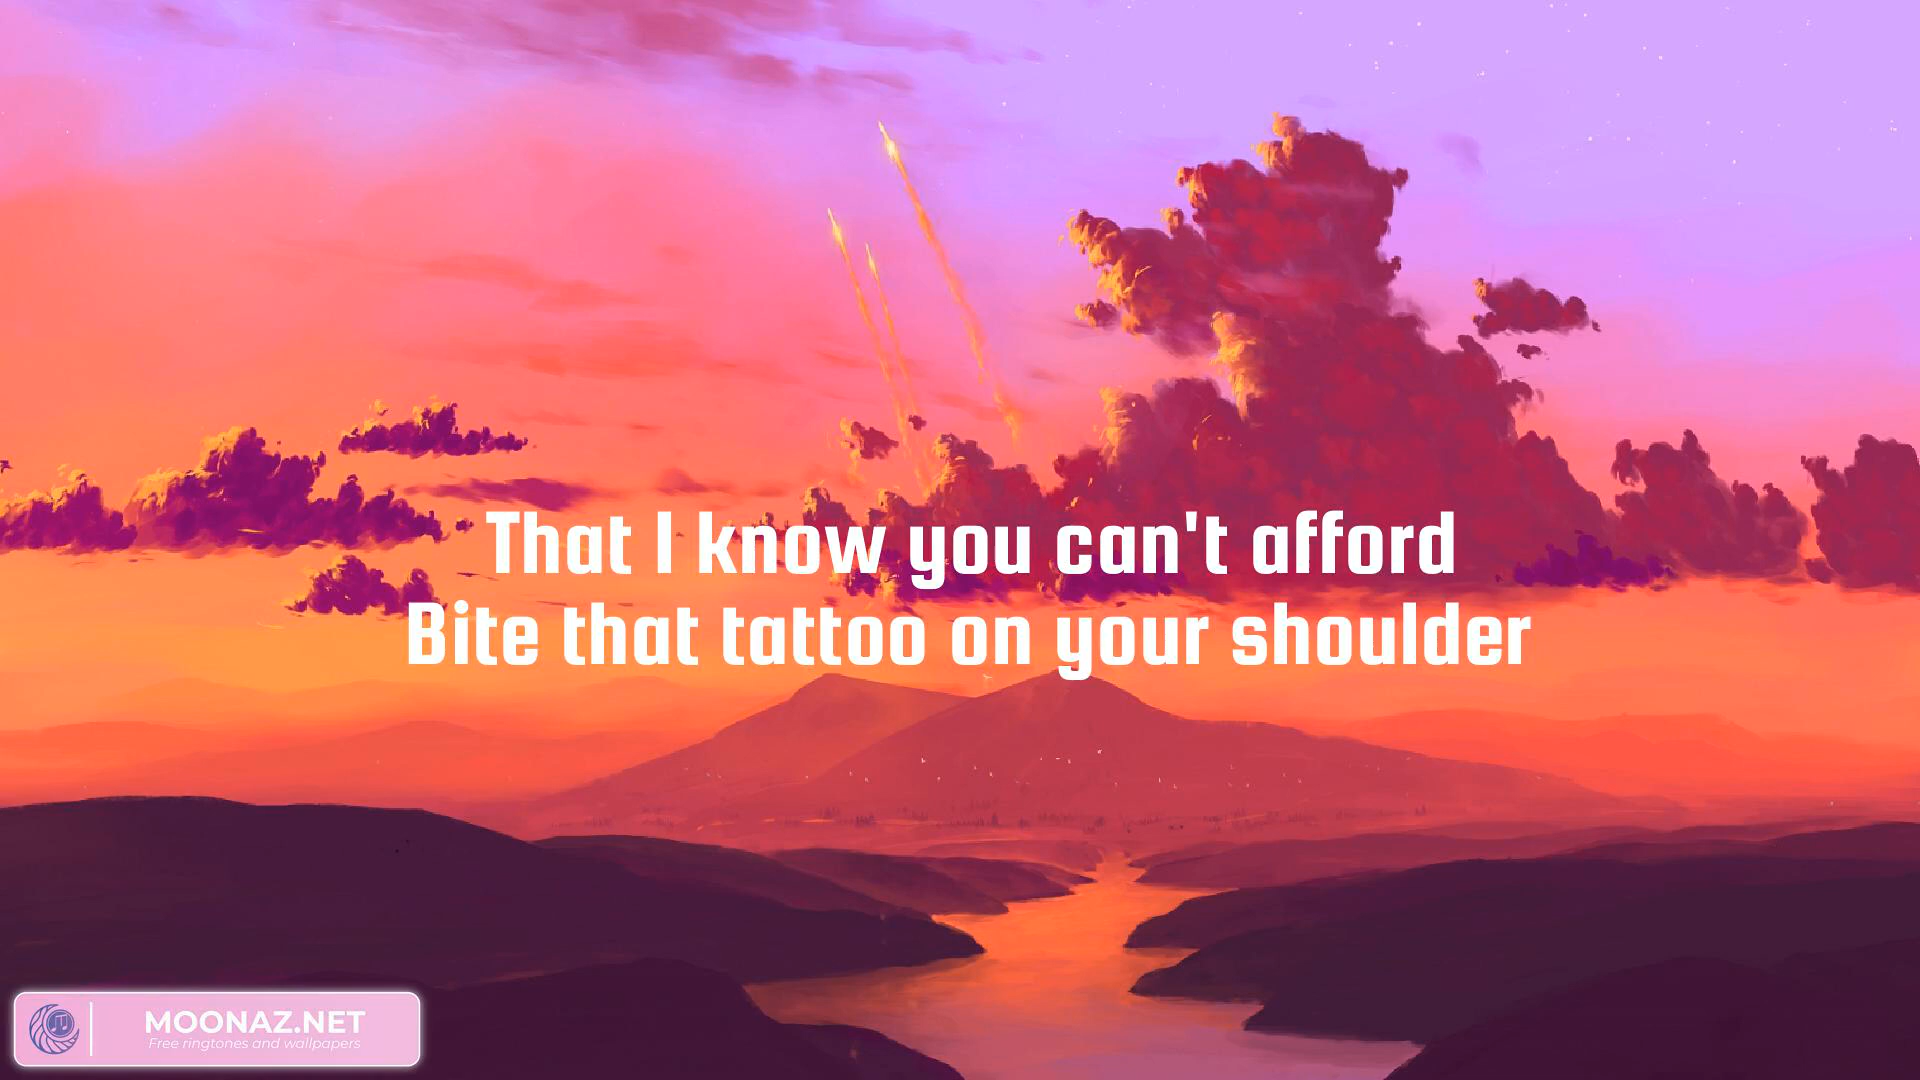 That I know you can't afford
Bite that tattoo on your shoulder
MOONAZ.NET
Free ringtones and wallpapers